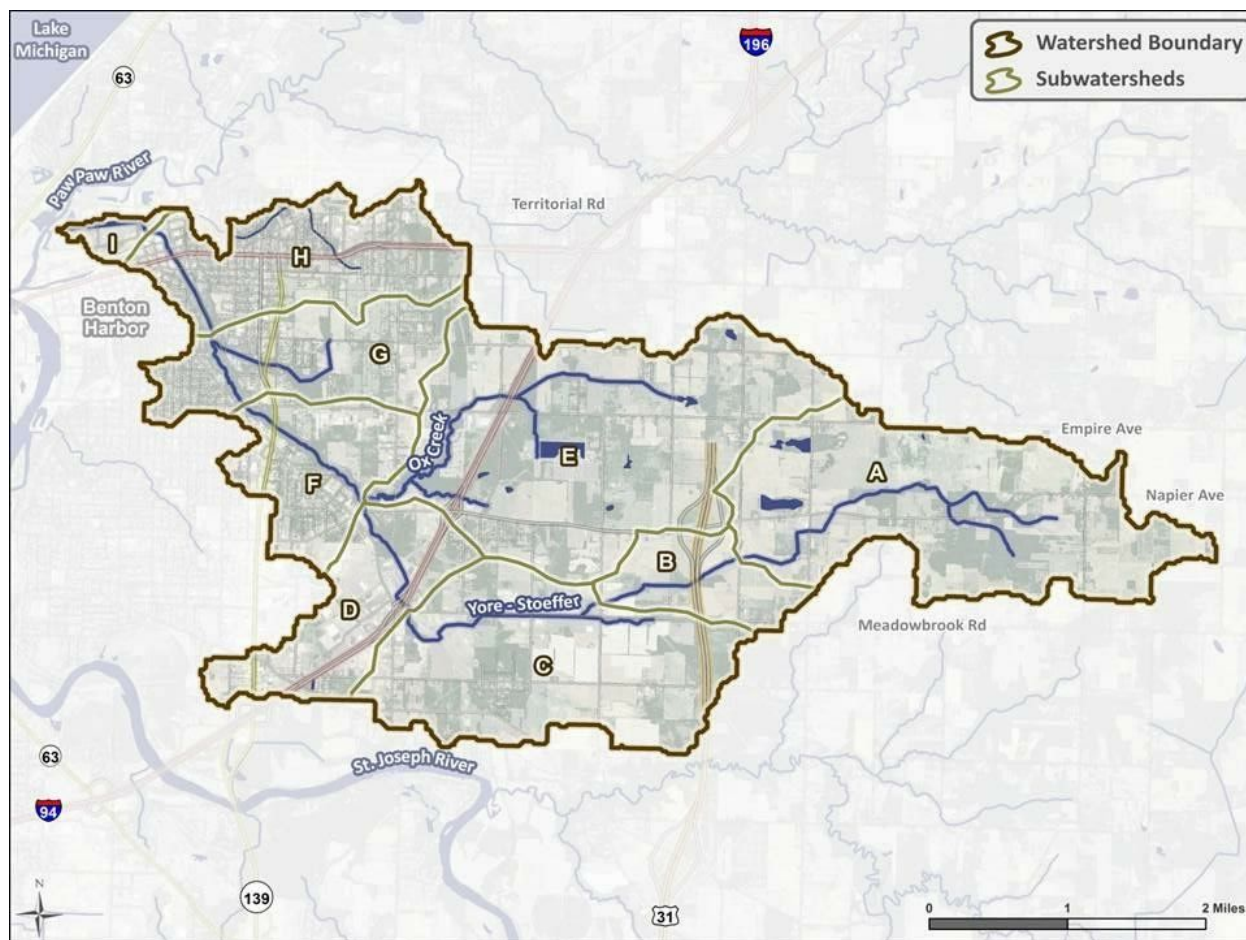 Lake
Michigan
63
196
Watershed Boundary
Subwatersheds
Paw Paw River
Territorial Rd
I
H
Benton
Harbor
G
Ox Creek
E
F
A
Empire Ave
Napier Ave
B
Yore - Stoeffer
D
Meadowbrook Rd
C
St. Joseph River
63
94
N
139
31
0 1 2 Miles